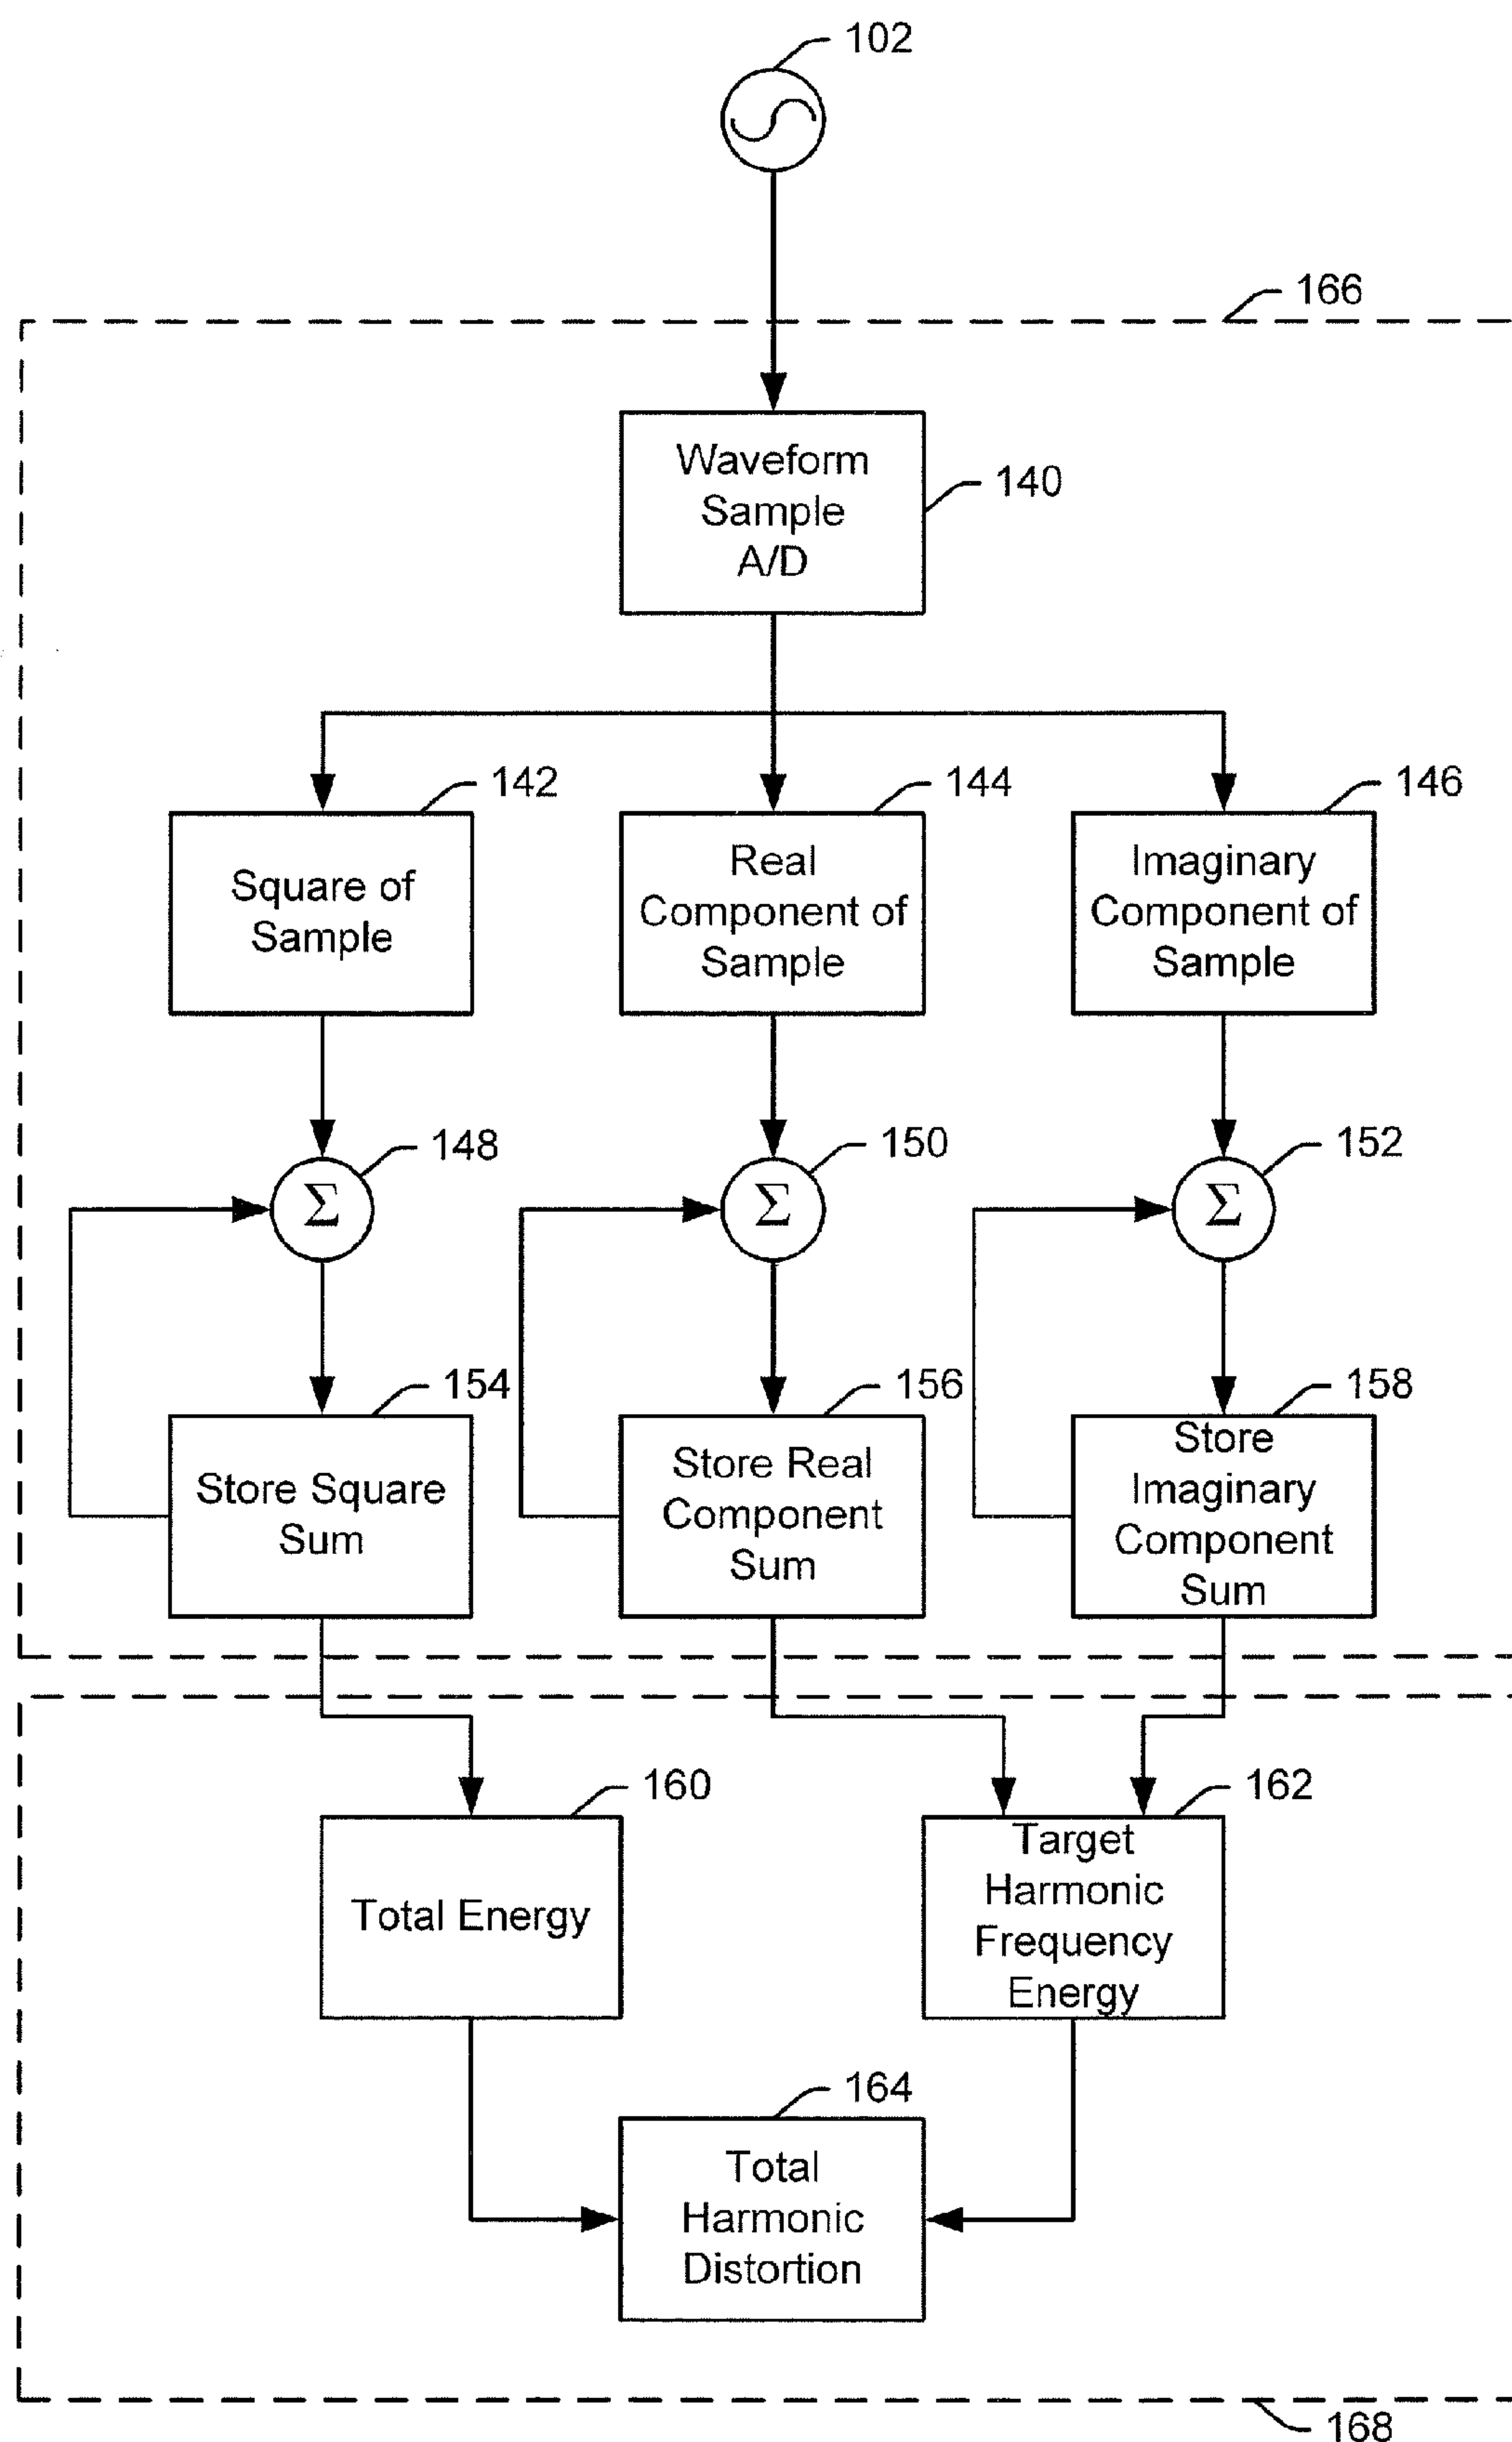 102
166
Waveform
Sample
A/D
140
142
144
146
Square of
Sample
Real
Component of
Sample
Imaginary
Component of
Sample
148
150
152
Σ
Σ
Σ
154
156
158
Store Square
Sum
Store Real
Component
Sum
Store
Imaginary
Component
Sum
160
162
Total Energy
Target
Harmonic
Frequency
Energy
164
Total
Harmonic
Distortion
168